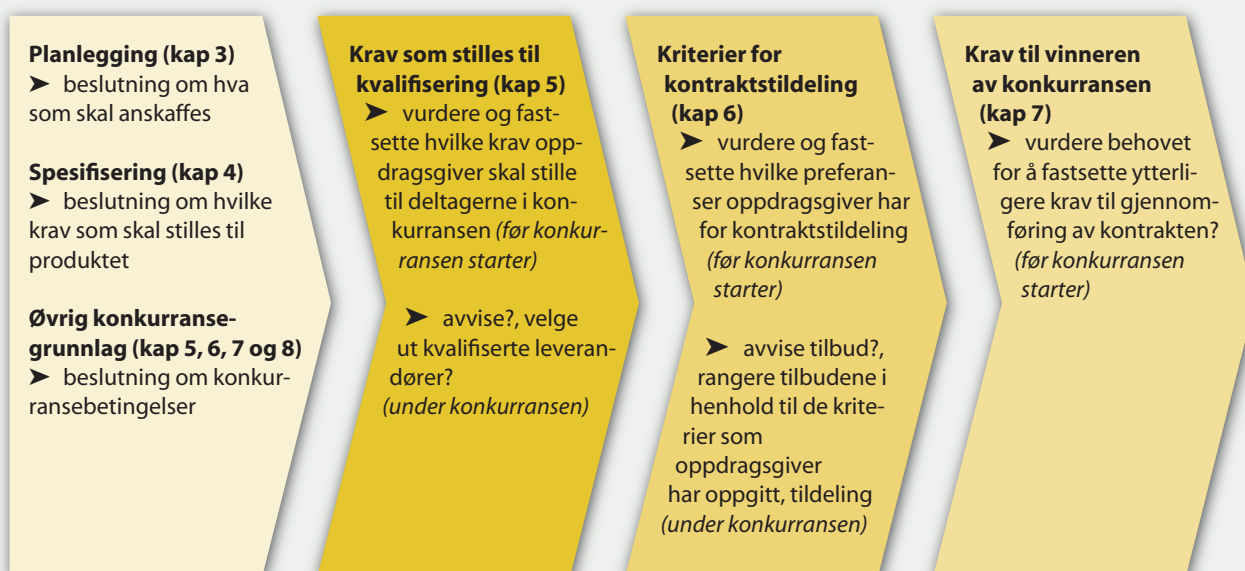 Planlegging (kap 3)
➤ beslutning om hva
som skal anskaffes
Spesifisering (kap 4)
➤ beslutning om hvilke
krav som skal stilles til
produktet
Øvrig konkurranse-
grunnlag (kap 5, 6, 7 og 8)
➤ beslutning om konkur-
ransebetingelser
Krav som stilles til
kvalifisering (kap 5)
➤ vurdere og fast-
sette hvilke krav opp-
dragsgiver skal stille
til deltagerne i kon-
kurransen (før konkur-
ransen starter)
➤ avvise?, velge
ut kvalifiserte leveran-
dører?
(under konkurransen)
Kriterier for
kontraktstildeling
(kap 6)
➤ vurdere og fast-
sette hvilke preferan-
ser oppdragsgiver har
for kontraktstildeling
(før konkurransen
starter)
➤ avvise tilbud?,
rangere tilbudene i
henhold til de krite-
rier som
oppdragsgiver
har oppgitt, tildeling
(under konkurransen)
Krav til vinneren
av konkurransen
(kap 7)
➤ vurdere behovet
for å fastsette ytterli-
gere krav til gjennom-
føring av kontrakten?
(før konkurransen
starter)